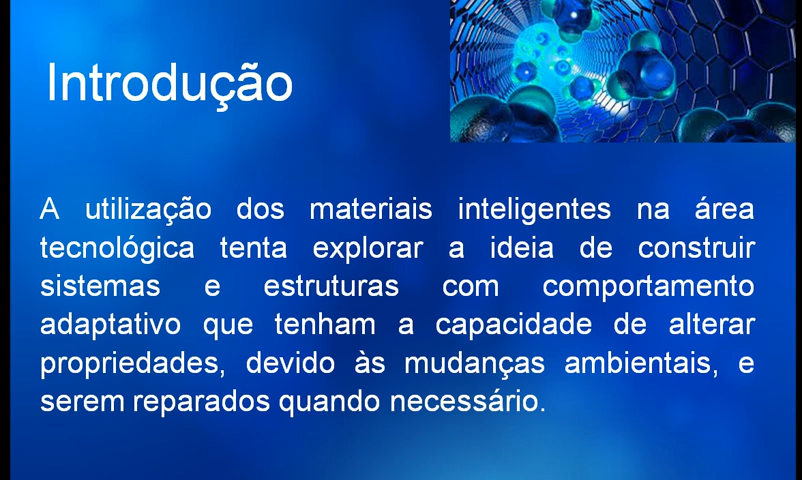 Introdução
A utilização dos materiais inteligentes na área
tecnológica tenta explorar a ideia de construir
sistemas e estruturas com comportamento
adaptativo que tenham a capacidade de alterar
propriedades, devido às mudanças ambientais, e
serem reparados quando necessário.